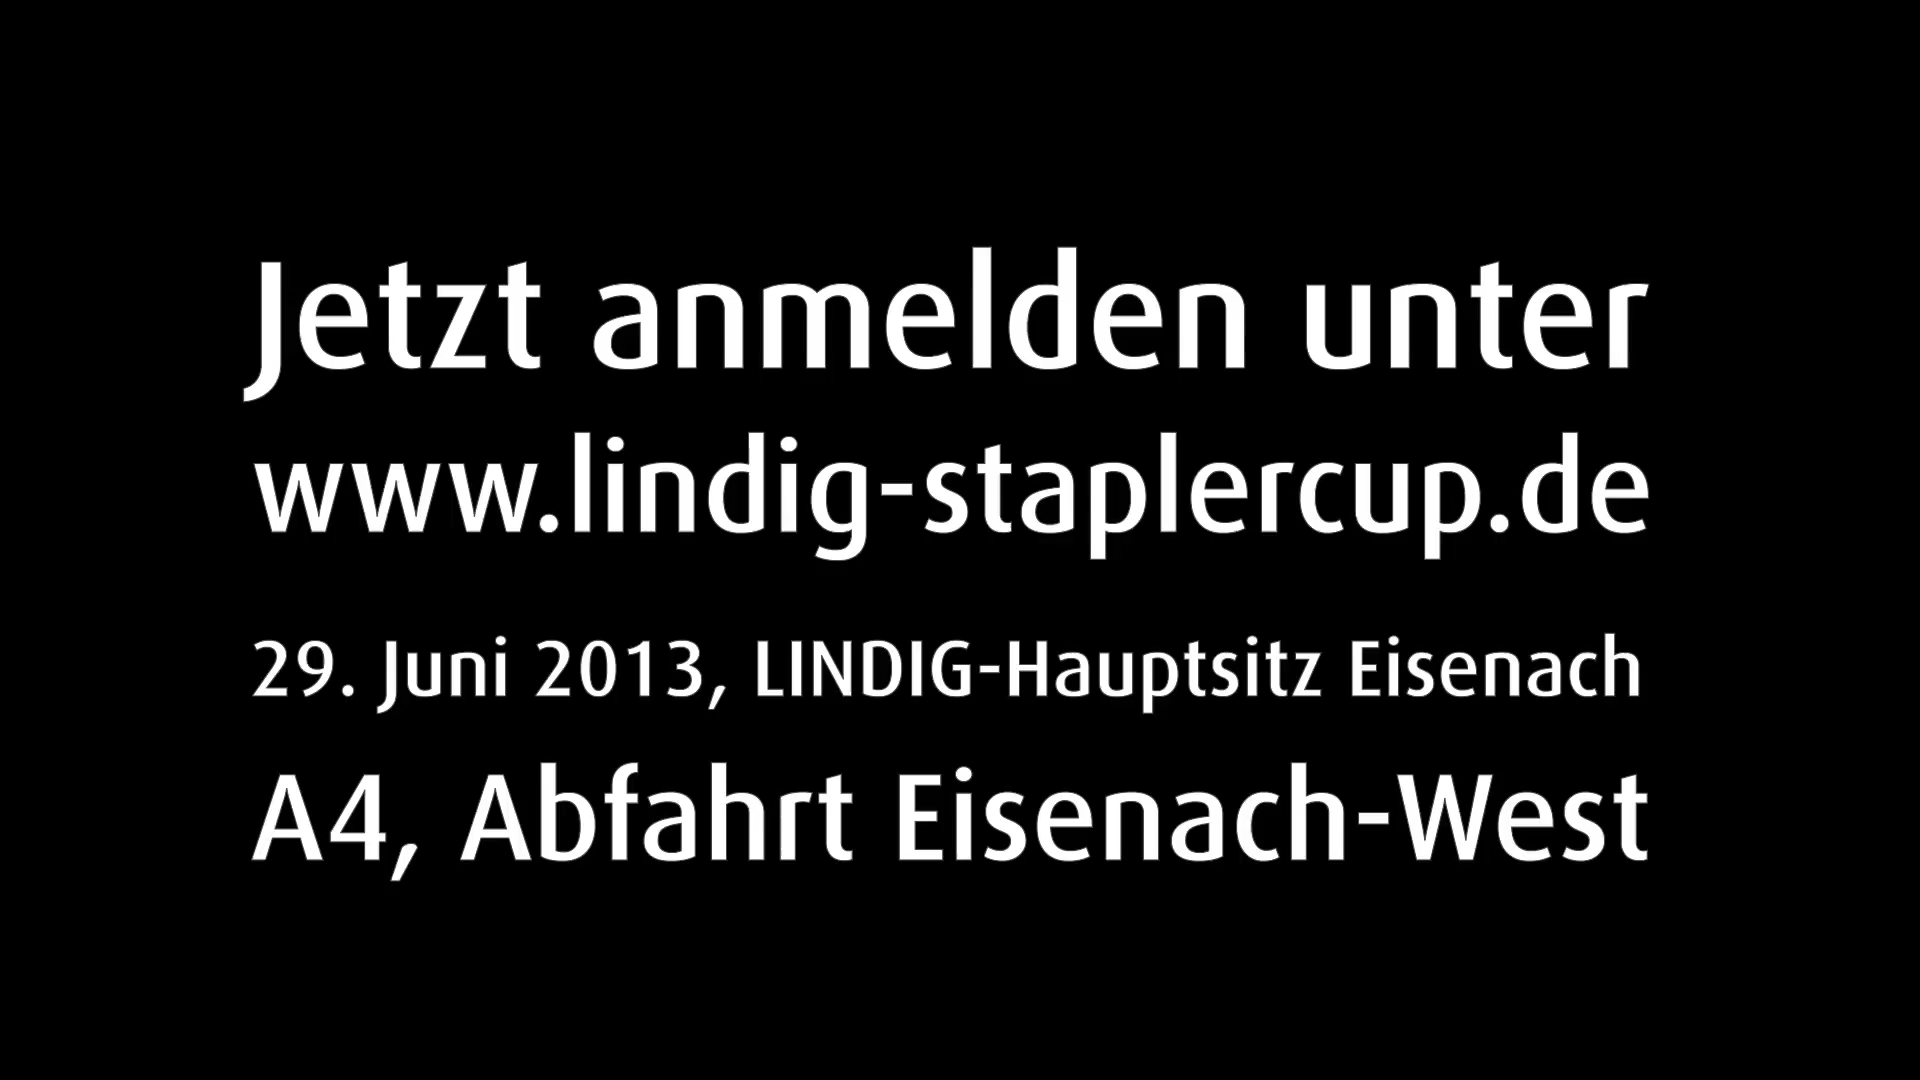 Jetzt anmelden unter
www.lindig-staplercup.de
29. Juni 2013, LINDIG-Hauptsitz Eisenach
A4, Abfahrt Eisenach-West